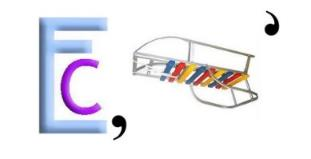 Ec, ‘